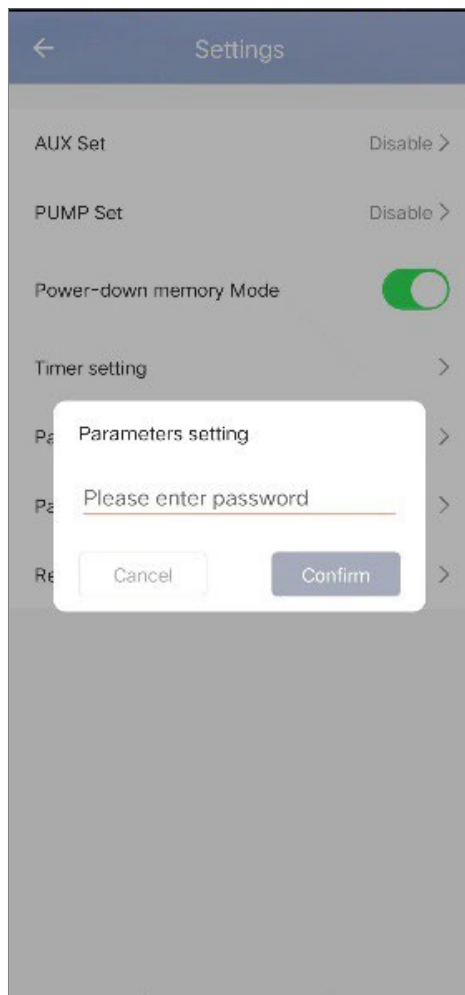 Settings
AUX Set Disable
PUMP Set Disable
Power-down memory Mode
Timer setting
Parameters setting
Please enter password
Cancel Confirm